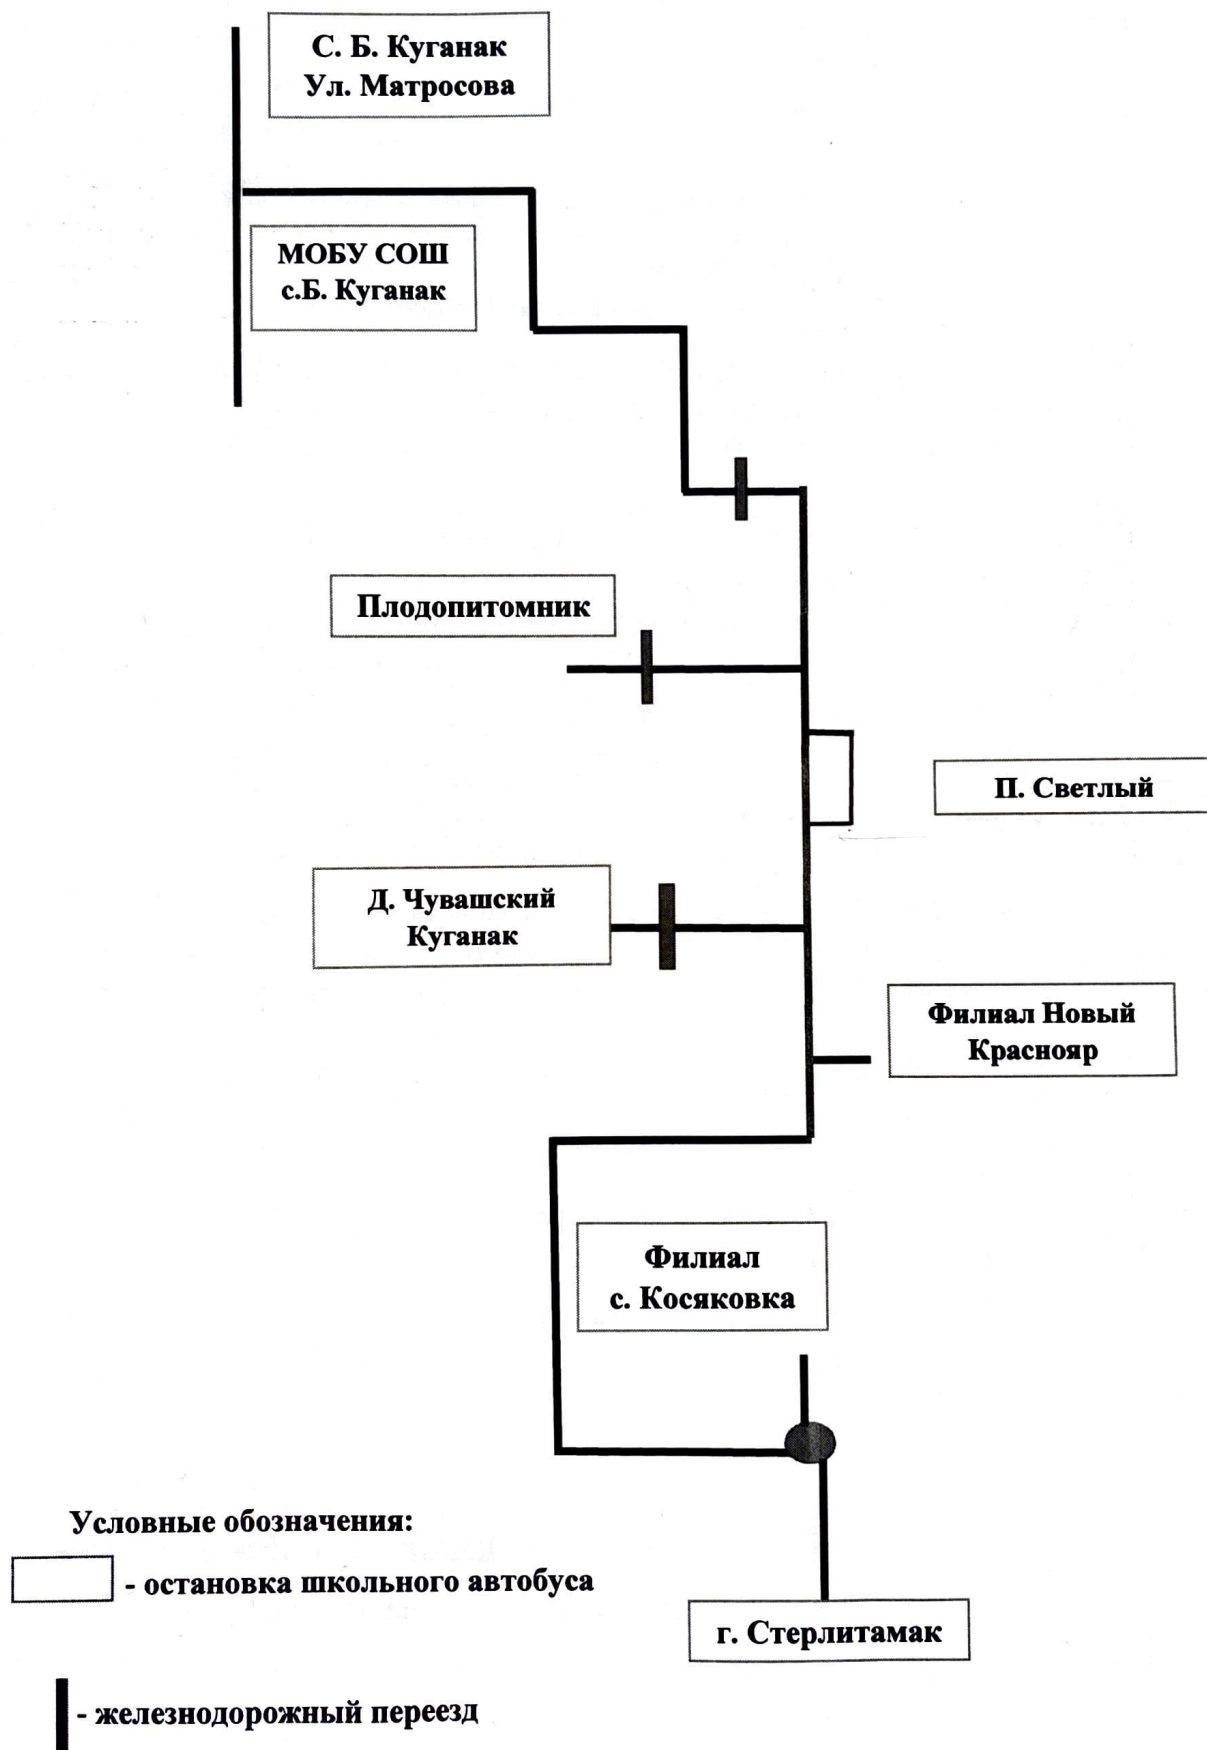 С. Б. Куганак
Ул. Матросова
МОБУ СОШ
с.Б. Куганак
Плодопитомник
П. Светлый
Д. Чувашский
Куганак
Филиал Новый
Краснояр
Филиал
с. Косяковка
Условные обозначения:
- остановка школьного автобуса
г. Стерлитамак
- железнодорожный переезд